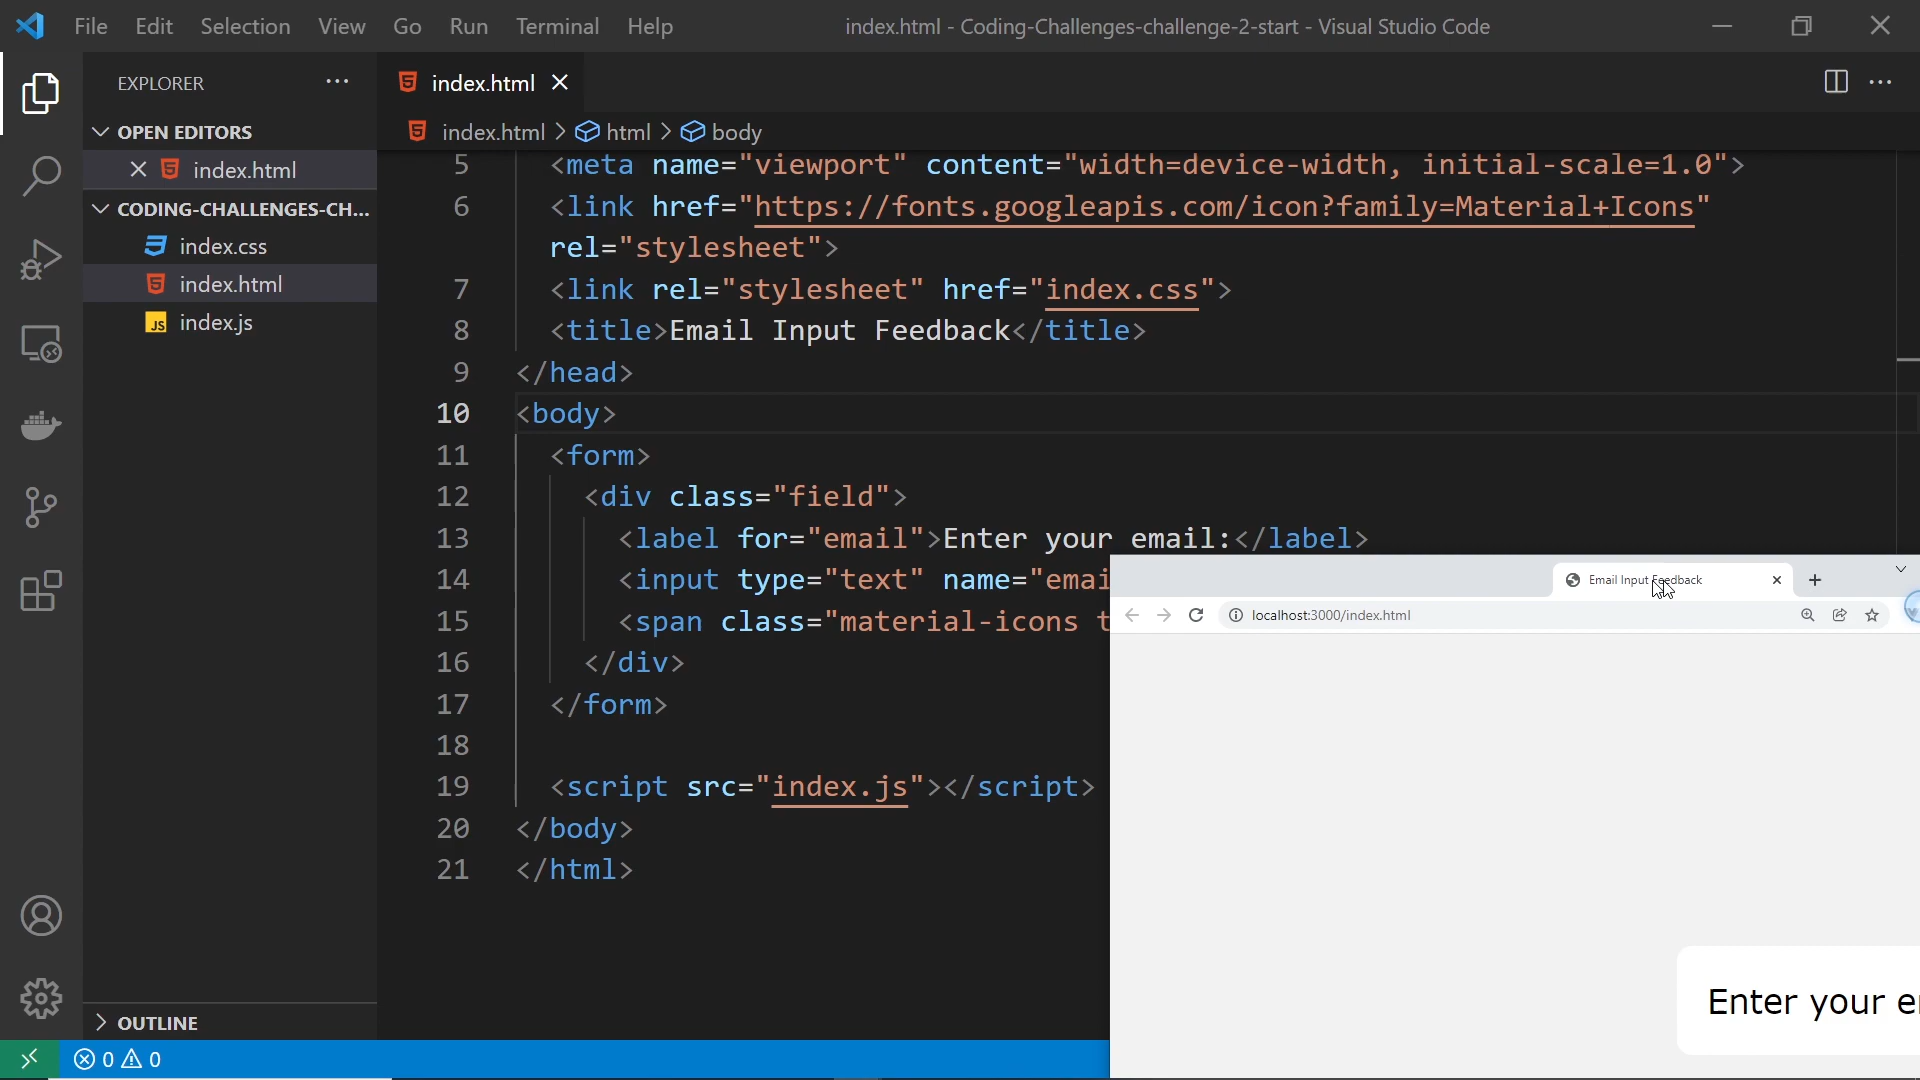 File Edit Selection View Go Run Terminal Help
index.html - Coding-Challenges-challenge-2-start - Visual Studio Code
EXPLORER
OPEN EDITORS
index.html
CODING-CHALLENGES-CH...
index.css
index.html
index.js
OUTLINE
0 0
index.html
index.html > html > body
5 <meta name="viewport" content="width=device-width, initial-scale=1.0">
6 <link href="https://fonts.googleapis.com/icon?family=Material+Icons"
rel="stylesheet">
7 <link rel="stylesheet" href="index.css">
8 <title>Email Input Feedback</title>
9 </head>
10 <body>
11 <form>
12 <div class="field">
13 <label for="email">Enter your email:</label>
14 <input type="text" name="emai
15 <span class="material-icons t
16 </div>
17 </form>
18
19 <script src="index.js"></script>
20 </body>
21 </html>
Email Input Feedback
localhost:3000/index.html
Enter your e